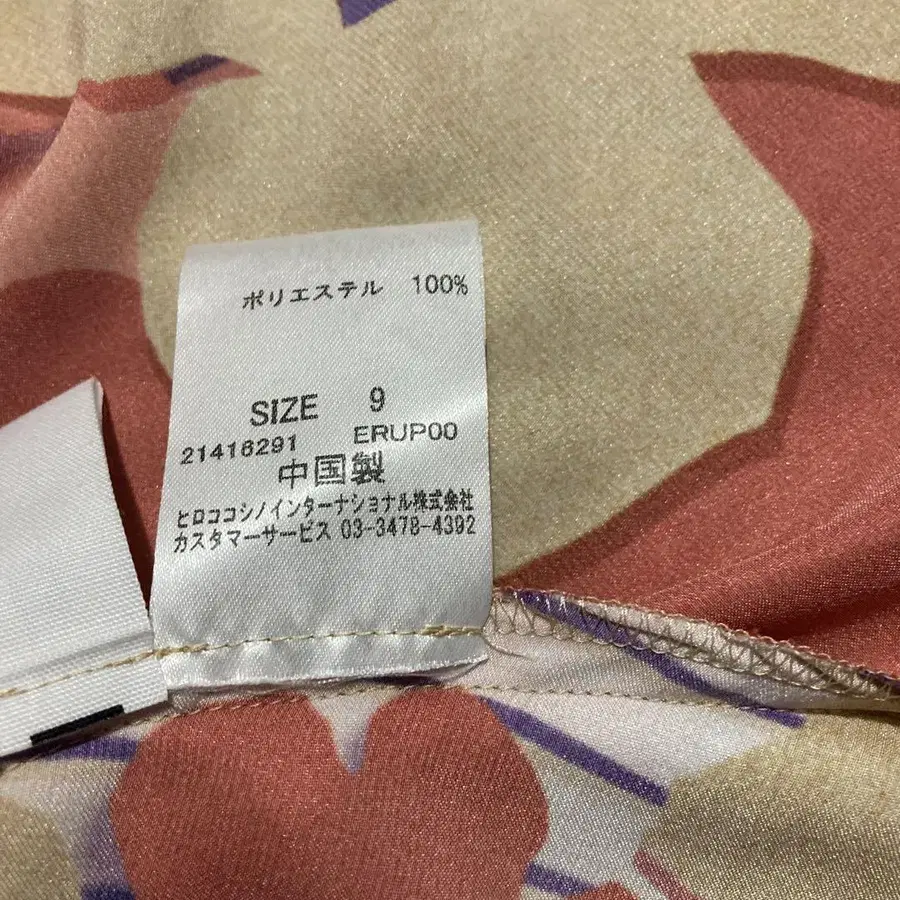 ポリエステル 100%
SIZE 9
21416291 ERUP00
中国製
ヒロココシノインターナショナル株式会社
カスタマーサービス 03-3478-4392